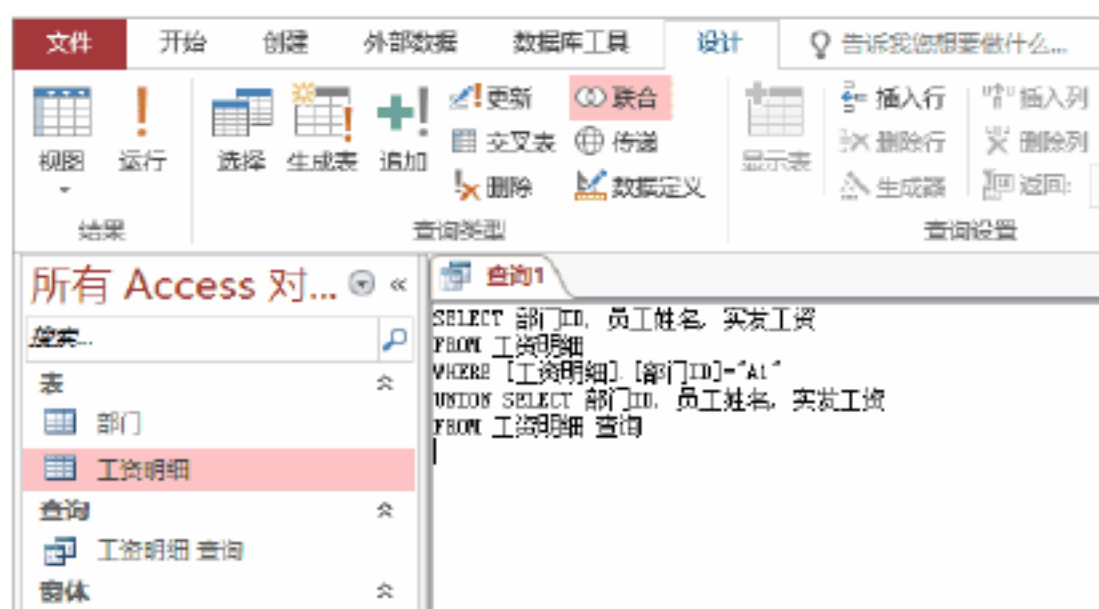 文件 开始 创建 外部数据 数据库工具 设计 告诉我您想要做什么...
更新 联合 插入行 插入列
视图 运行 选择 生成表 追加 交叉表 传递 显示表 删除行 删除列
删除 数据定义 生成器 返回:
结果 查询类型 查询设置
所有 Access 对... «
搜索...
表
部门
工资明细
查询
工资明细 查询
窗体
查询1
SELECT 部门ID, 员工姓名, 实发工资
FROM 工资明细
WHERE [工资明细].[部门ID]="A1"
UNION SELECT 部门ID, 员工姓名, 实发工资
FROM 工资明细 查询